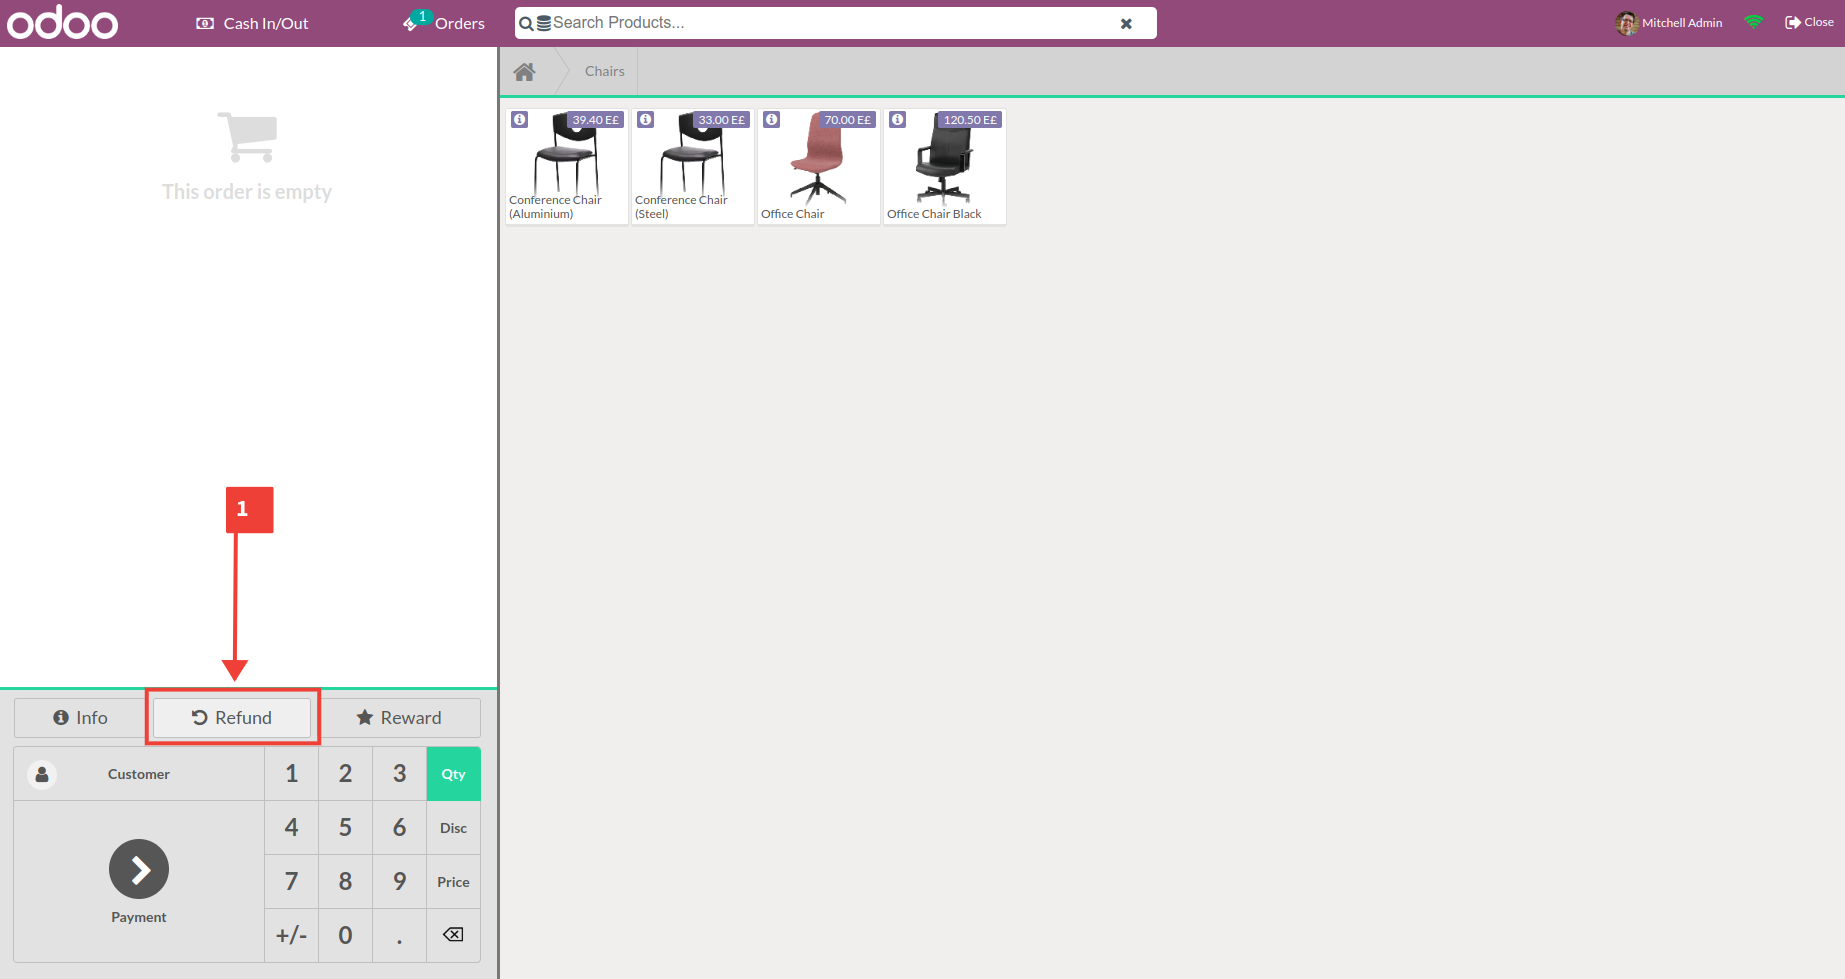 odoo
Cash In/Out
1
Orders
Search Products...
Mitchell Admin
Close
This order is empty
Chairs
39.40 E£
Conference Chair
(Aluminium)
33.00 E£
Conference Chair
(Steel)
70.00 E£
Office Chair
120.50 E£
Office Chair Black
1
Info
Refund
Reward
Customer
1 2 3 Qty
4 5 6 Disc
7 8 9 Price
Payment
+/- 0 .